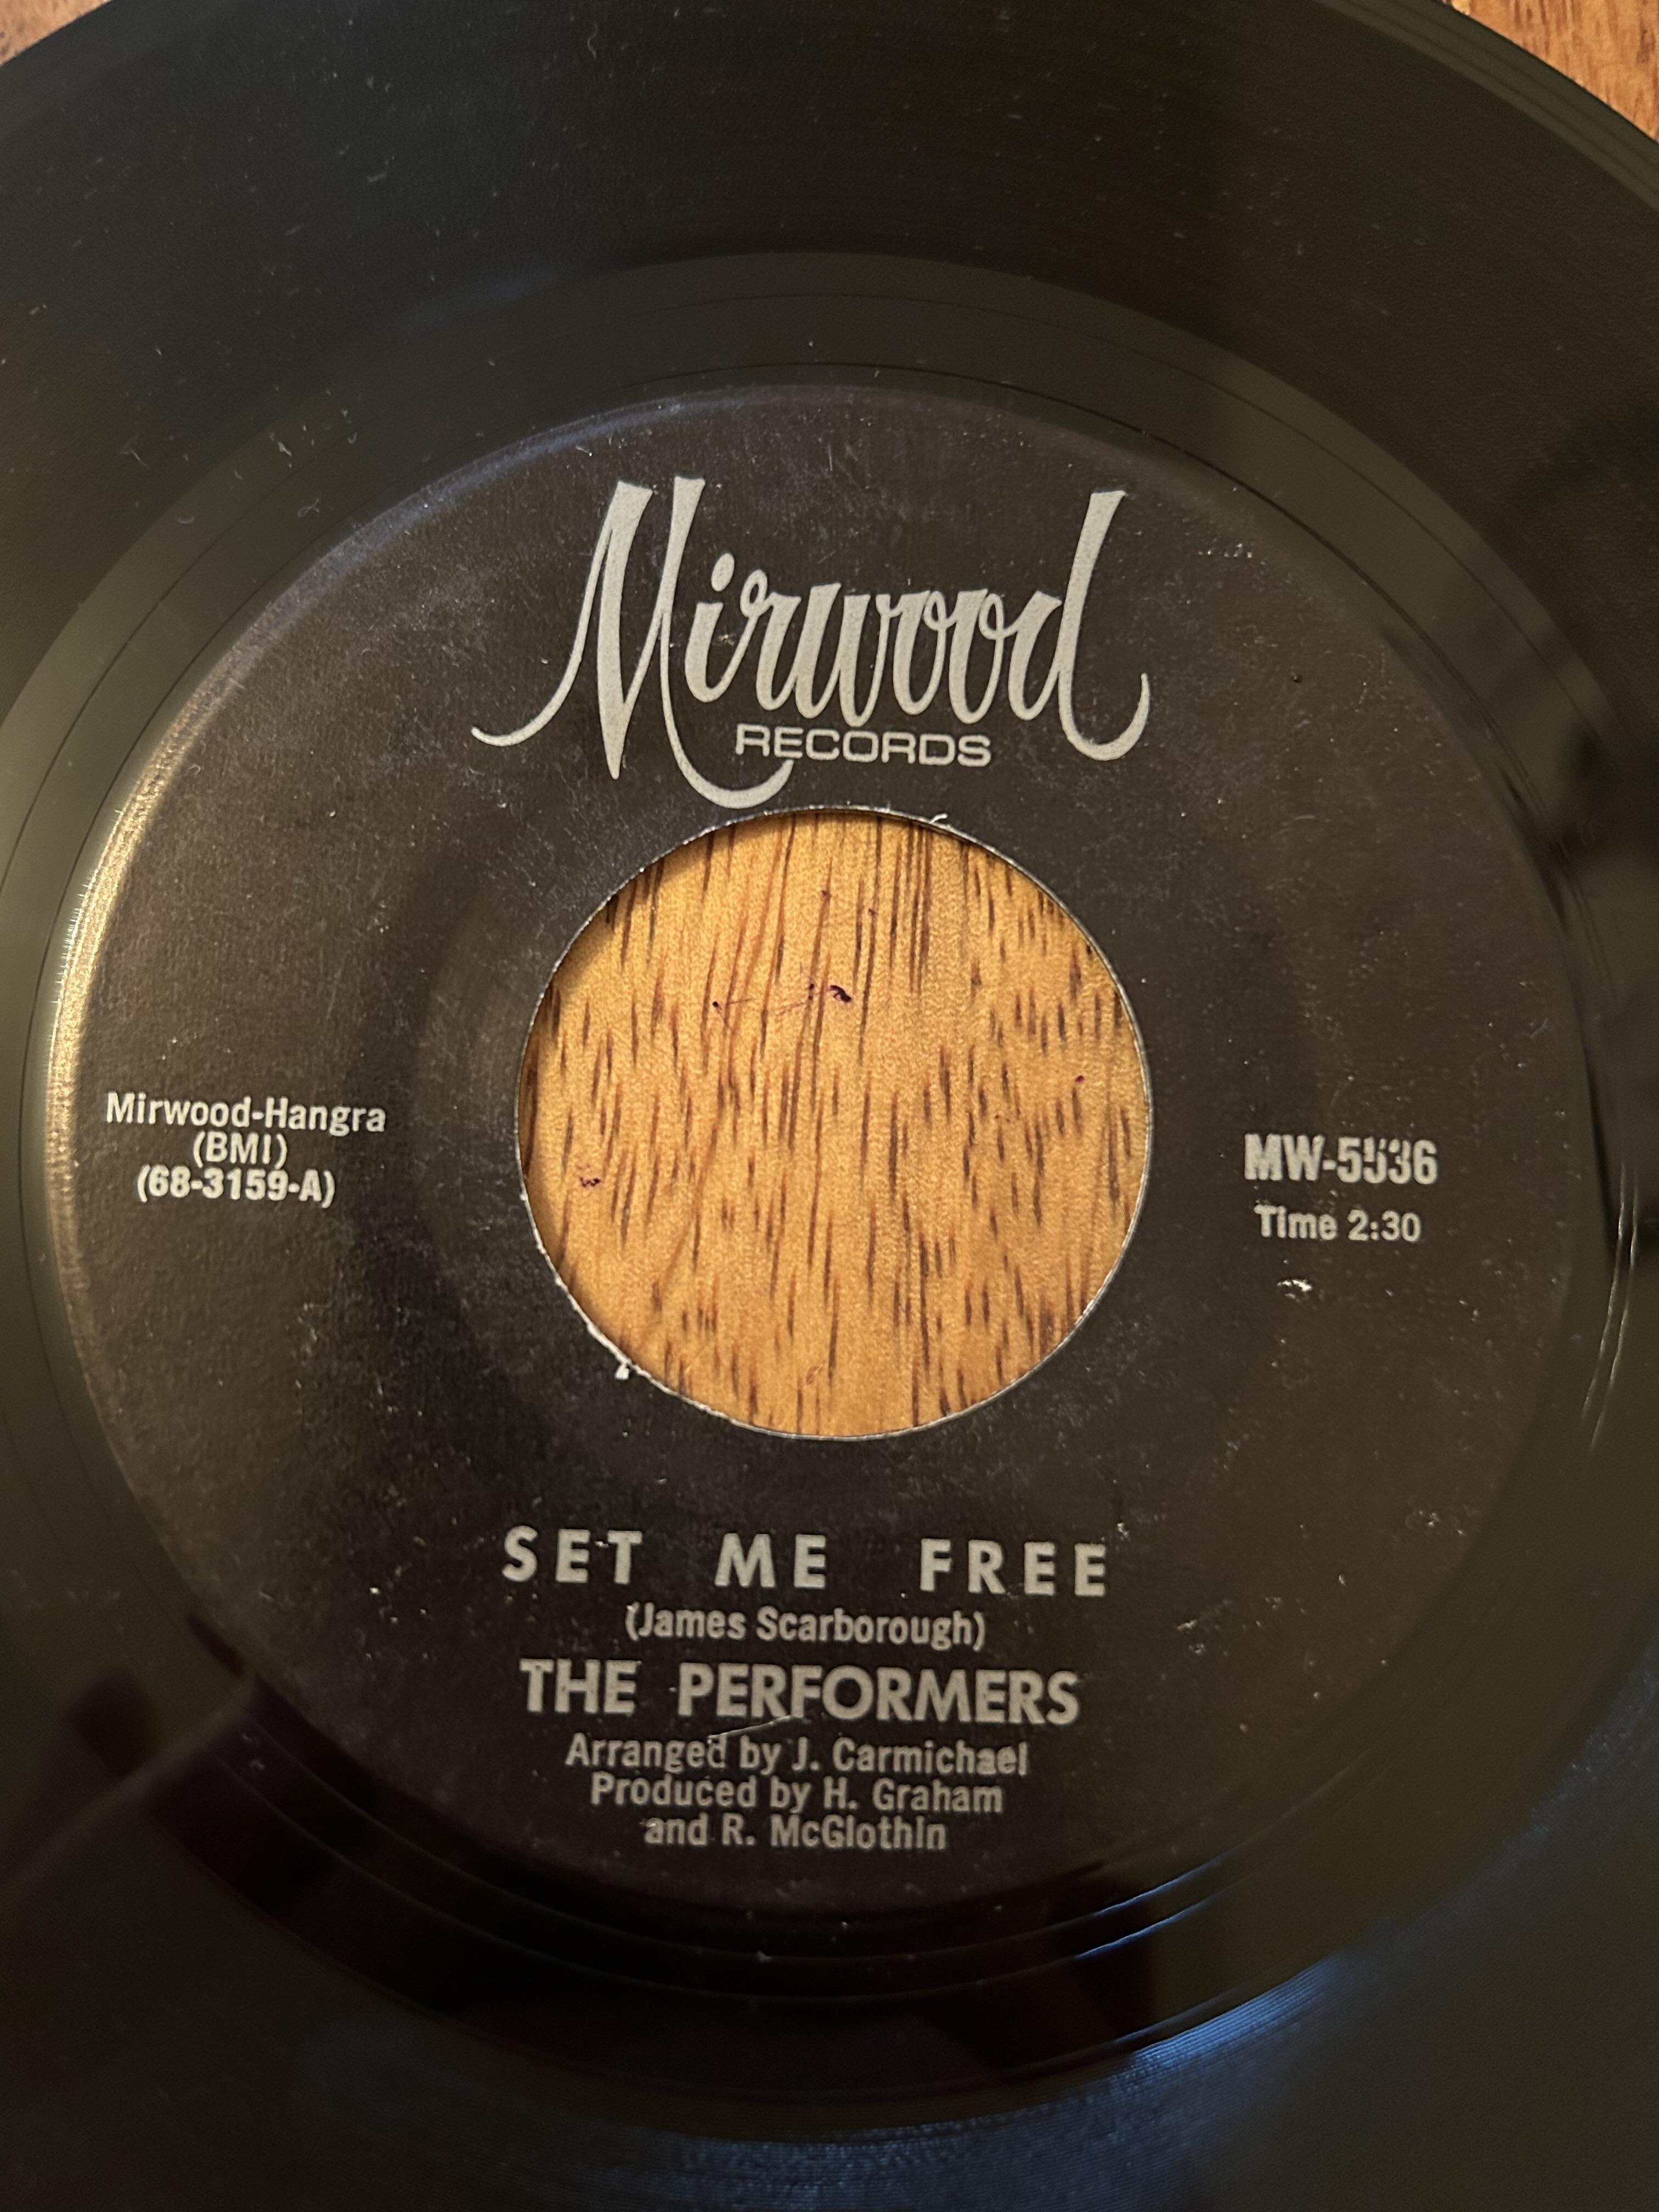 Mirwood
RECORDS
Mirwood-Hangra
(BMI)
(68-3159-A)
MW-5536
Time 2:30
SET ME FREE
(James Scarborough)
THE PERFORMERS
Arranged by J. Carmichael
Produced by H. Graham
and R. McGlothin